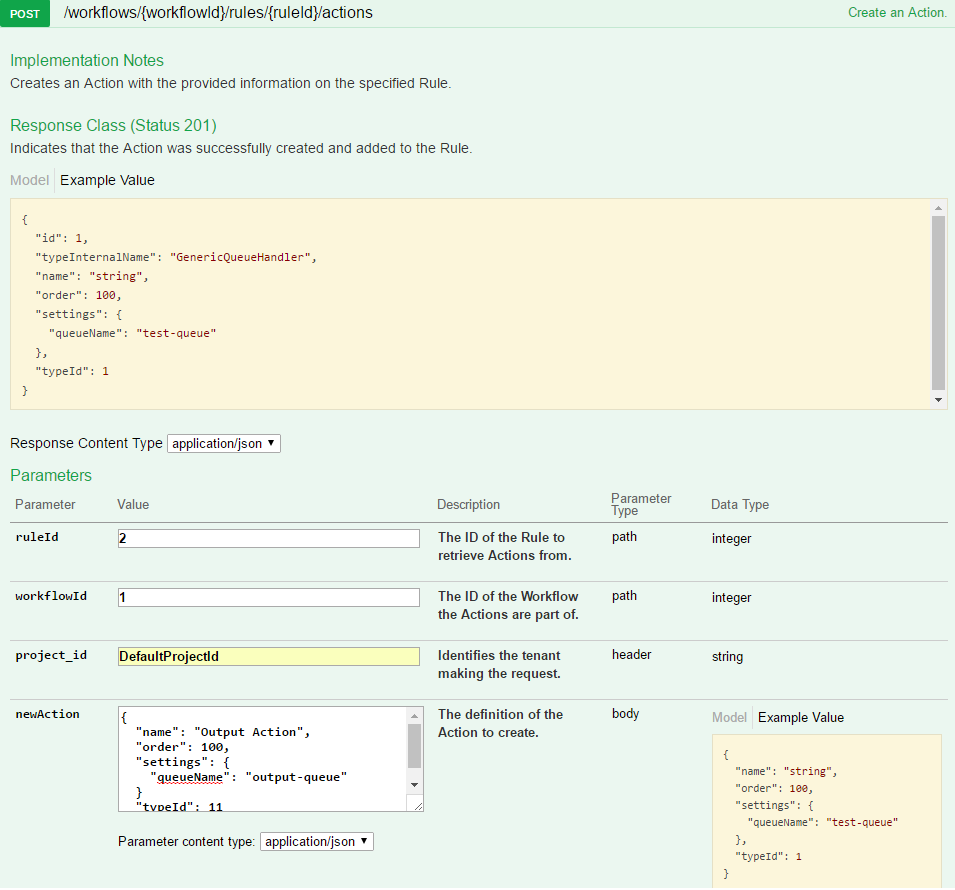 POST /workflows/{workflowId}/rules/{ruleId}/actions Create an Action.
Implementation Notes
Creates an Action with the provided information on the specified Rule.
Response Class (Status 201)
Indicates that the Action was successfully created and added to the Rule.
Model Example Value
{
"id": 1,
"typeInternalName": "GenericQueueHandler",
"name": "string",
"order": 100,
"settings": {
"queueName": "test-queue"
},
"typeId": 1
}
Response Content Type application/json
Parameters
Parameter Value Description Parameter Type Data Type
ruleId 2 The ID of the Rule to retrieve Actions from. path integer
workflowId 1 The ID of the Workflow the Actions are part of. path integer
project_id DefaultProjectId Identifies the tenant making the request. header string
newAction
{
"name": "Output Action",
"order": 100,
"settings": {
"queueName": "output-queue"
}
"typeId": 11
Parameter content type: application/json
The definition of the
Action to create.
body
Model Example Value
{
"name": "string",
"order": 100,
"settings": {
"queueName": "test-queue"
},
"typeId": 1
}